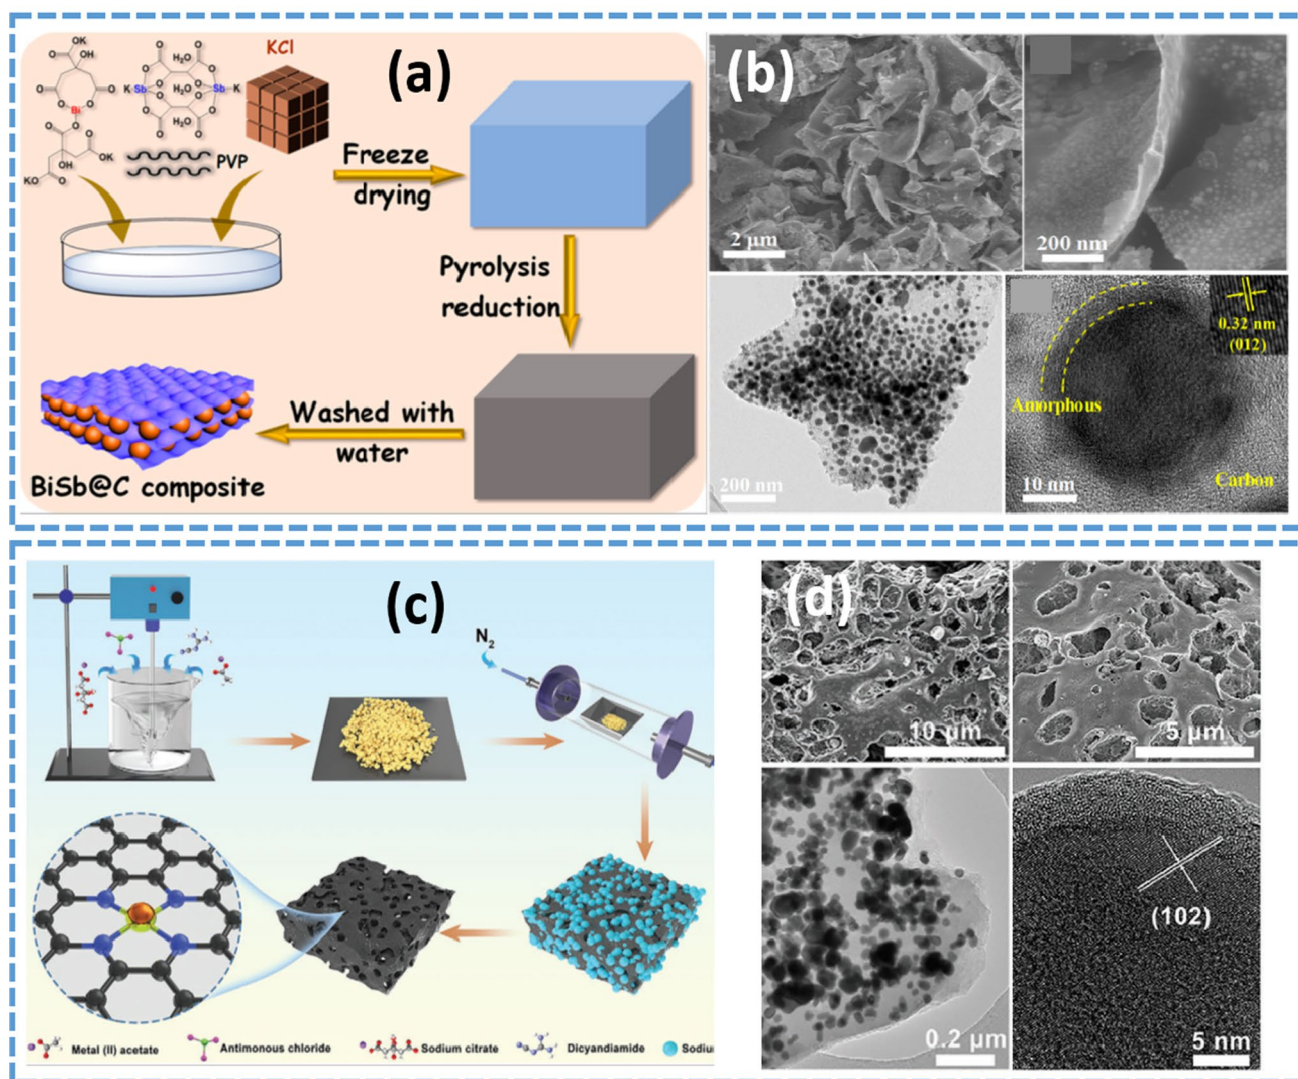 (a)
OK
O
OH
O
O
O
O
Bi
O
O
O
OH
OK
O
KO
O
O
H₂O
O
K-Sb
H₂O
Sb-K
H₂O
O
O
KCl
PVP
Freeze
drying
Pyrolysis
reduction
Washed with
water
BiSb@C composite
(b)
2 μm
200 nm
200 nm
0.32 nm
(012)
Amorphous
Carbon
10 nm
(c)
N₂
Metal (II) acetate
Antimonous chloride
Sodium citrate
Dicyandiamide
(d)
10 μm
5 μm
0.2 μm
(102)
5 nm